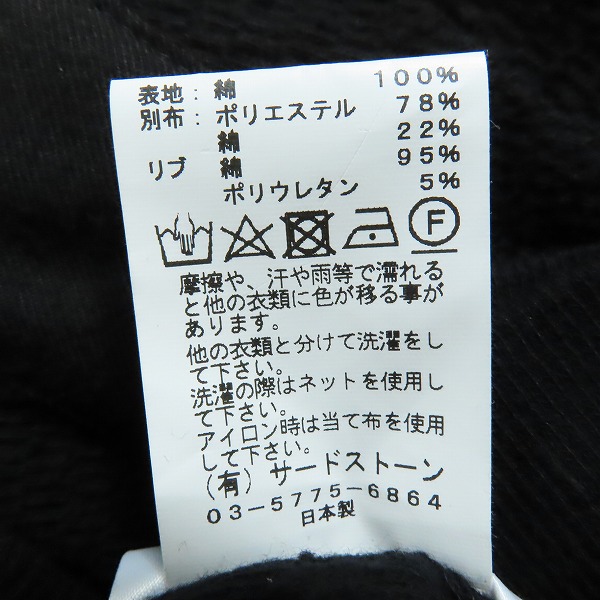 表地：綿 100%
別布：ポリエステル 78%
綿 22%
リブ 綿 95%
ポリウレタン 5%
F
摩擦や、汗や雨等で濡れる
と他の衣類に色が移る事が
あります。
他の衣類と分けて洗濯をし
て下さい。
洗濯の際はネットを使用し
て下さい。
アイロン時は当て布を使用
して下さい。
(有)サードストーン
03-5775-6864
日本製